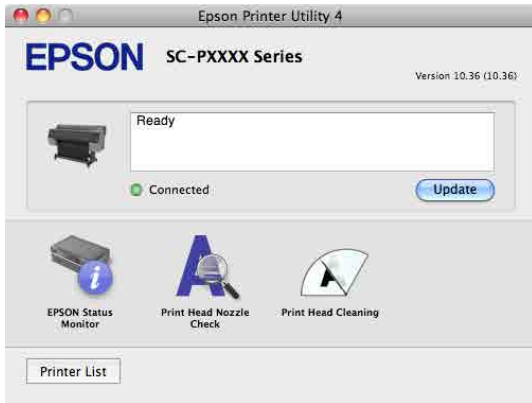 Epson Printer Utility 4
EPSON
SC-PXXXX Series
Version 10.36 (10.36)
Ready
Connected
Update
EPSON Status
Monitor
Print Head Nozzle
Check
Print Head Cleaning
Printer List